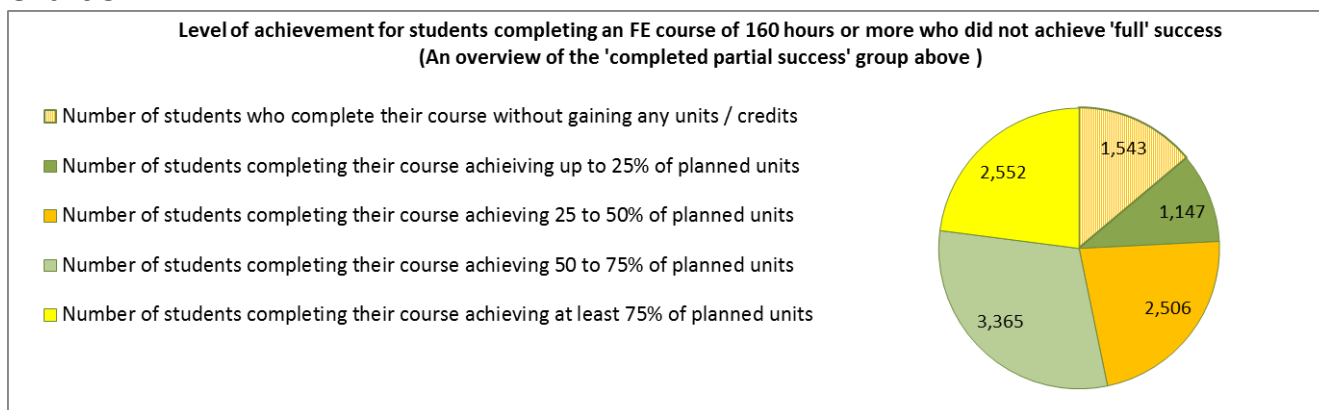 Level of achievement for students completing an FE course of 160 hours or more who did not achieve 'full' success
(An overview of the 'completed partial success' group above )
Number of students who complete their course without gaining any units / credits
Number of students completing their course achieiving up to 25% of planned units
Number of students completing their course achieving 25 to 50% of planned units
Number of students completing their course achieving 50 to 75% of planned units
Number of students completing their course achieving at least 75% of planned units
1,543
1,147
2,506
3,365
2,552